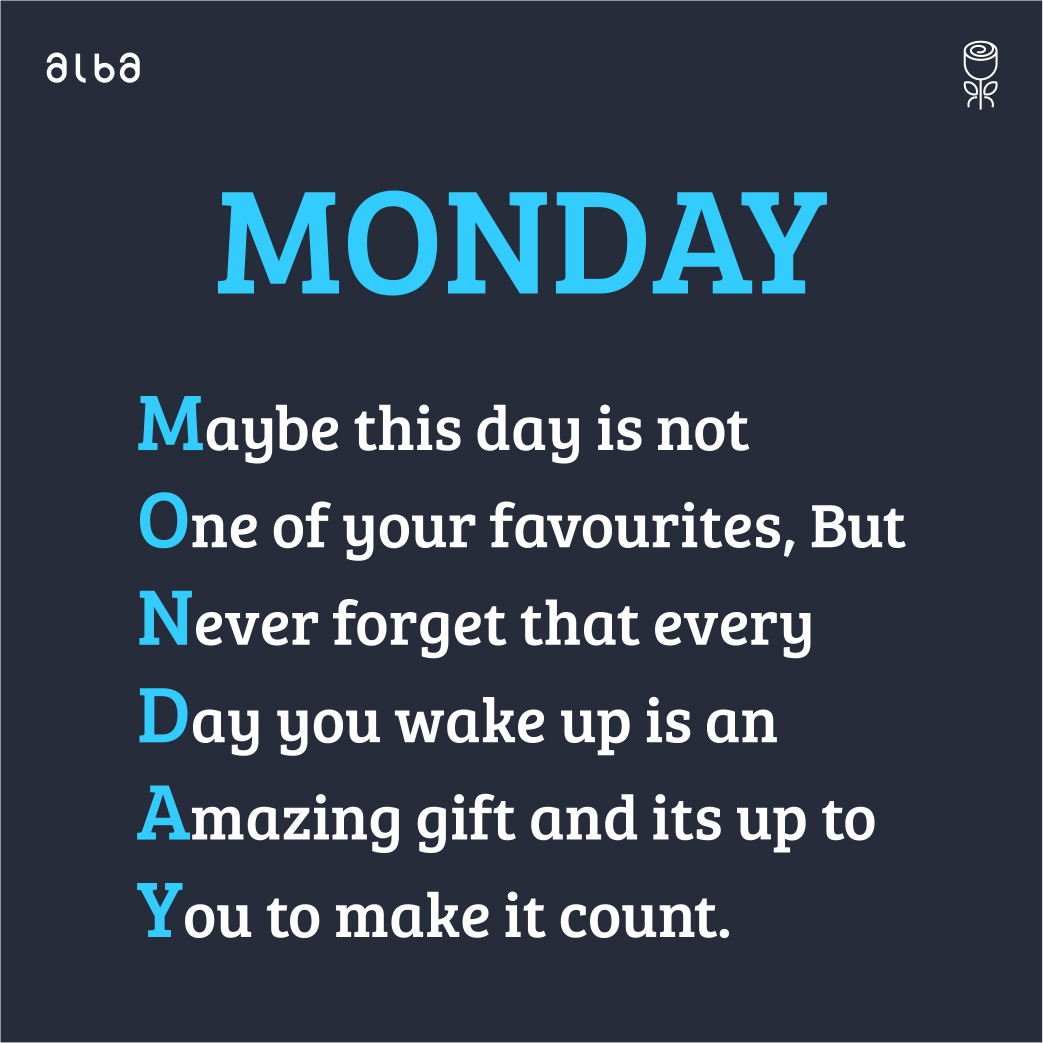 alba
MONDAY
Maybe this day is not
One of your favourites, But
Never forget that every
Day you wake up is an
Amazing gift and its up to
You to make it count.